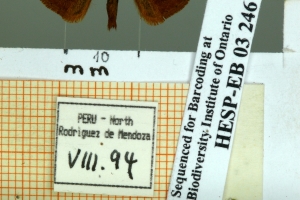 10
mm
PERU - North
Rodriguez de Mendoza
VIII.94
Sequenced for Barcoding at
Biodiversity Institute of Ontario
HESP-EB 03 246